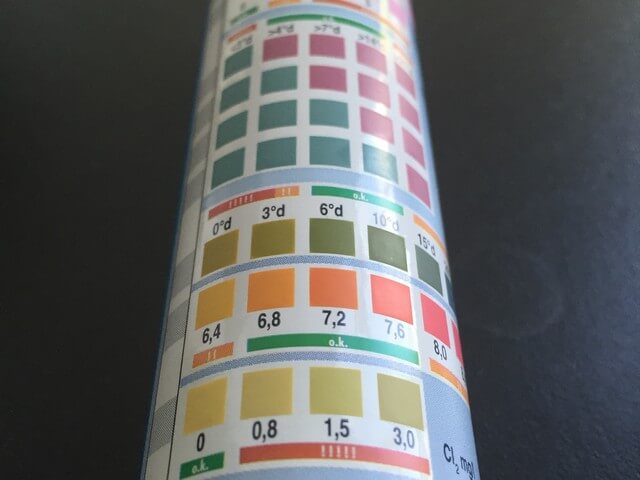 !!!!! !! o.k.
0°d 3°d 6°d 10°d 15°d
6,4 6,8 7,2 7,6 8,0
!! o.k.
0 0,8 1,5 3,0 Cl₂ mg/
o.k. !!!!!